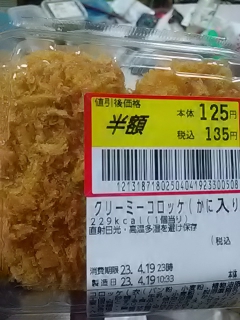 値引後価格
半額
本体 125円
税込 135円
12131871802504041923300508
クリーミーコロッケ(かに入り
229kcal(1個当り)
直射日光・高温多湿を避け保存
(税込
消費期限 23. 4.19 23時
製造日 23. 4.19 10:33